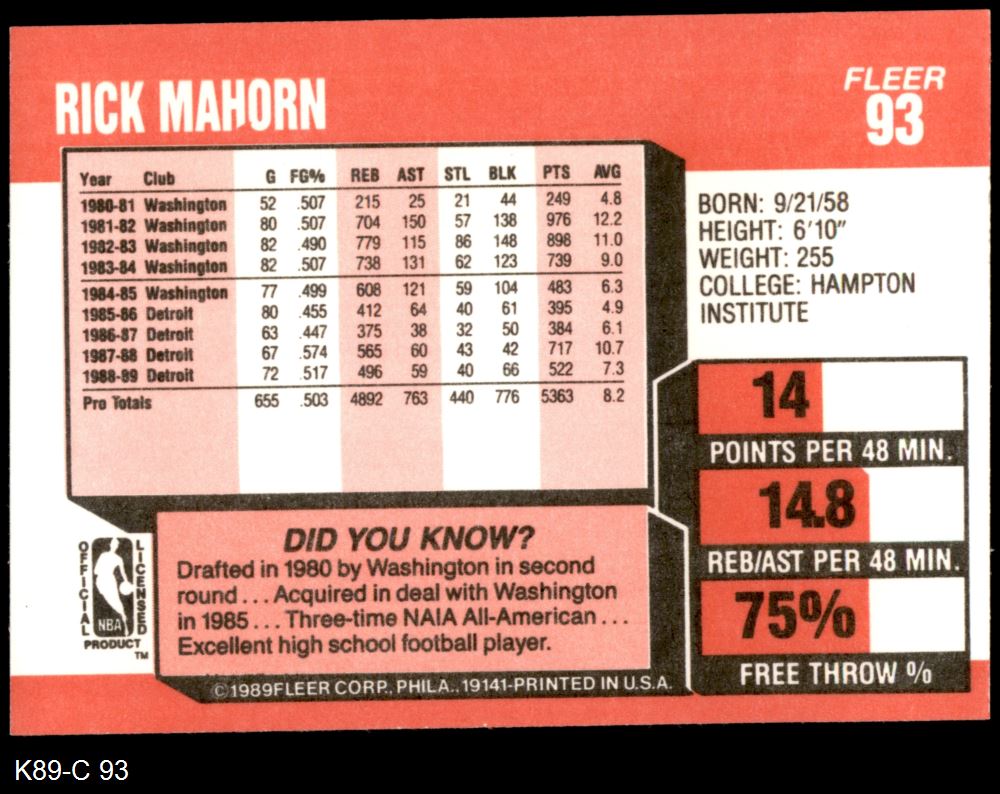 RICK MAHORN
FLEER
93
Year Club G FG% REB AST STL BLK PTS AVG
1980-81 Washington 52 .507 215 25 21 44 249 4.8
1981-82 Washington 80 .507 704 150 57 138 976 12.2
1982-83 Washington 82 .490 779 115 86 148 898 11.0
1983-84 Washington 82 .507 738 131 62 123 739 9.0
1984-85 Washington 77 .499 608 121 59 104 483 6.3
1985-86 Detroit 80 .455 412 64 40 61 395 4.9
1986-87 Detroit 63 .447 375 38 32 50 384 6.1
1987-88 Detroit 67 .574 565 60 43 42 717 10.7
1988-89 Detroit 72 .517 496 59 40 66 522 7.3
Pro Totals 655 .503 4892 763 440 776 5363 8.2
BORN: 9/21/58
HEIGHT: 6'10"
WEIGHT: 255
COLLEGE: HAMPTON
INSTITUTE
14
POINTS PER 48 MIN.
14.8
REB/AST PER 48 MIN.
75%
FREE THROW %
DID YOU KNOW?
Drafted in 1980 by Washington in second
round... Acquired in deal with Washington
in 1985... Three-time NAIA All-American...
Excellent high school football player.
OFFICIAL
LICENSED
NBA
PRODUCT
TM
©1989 FLEER CORP., PHILA., 19141-PRINTED IN U.S.A.
K89-C 93